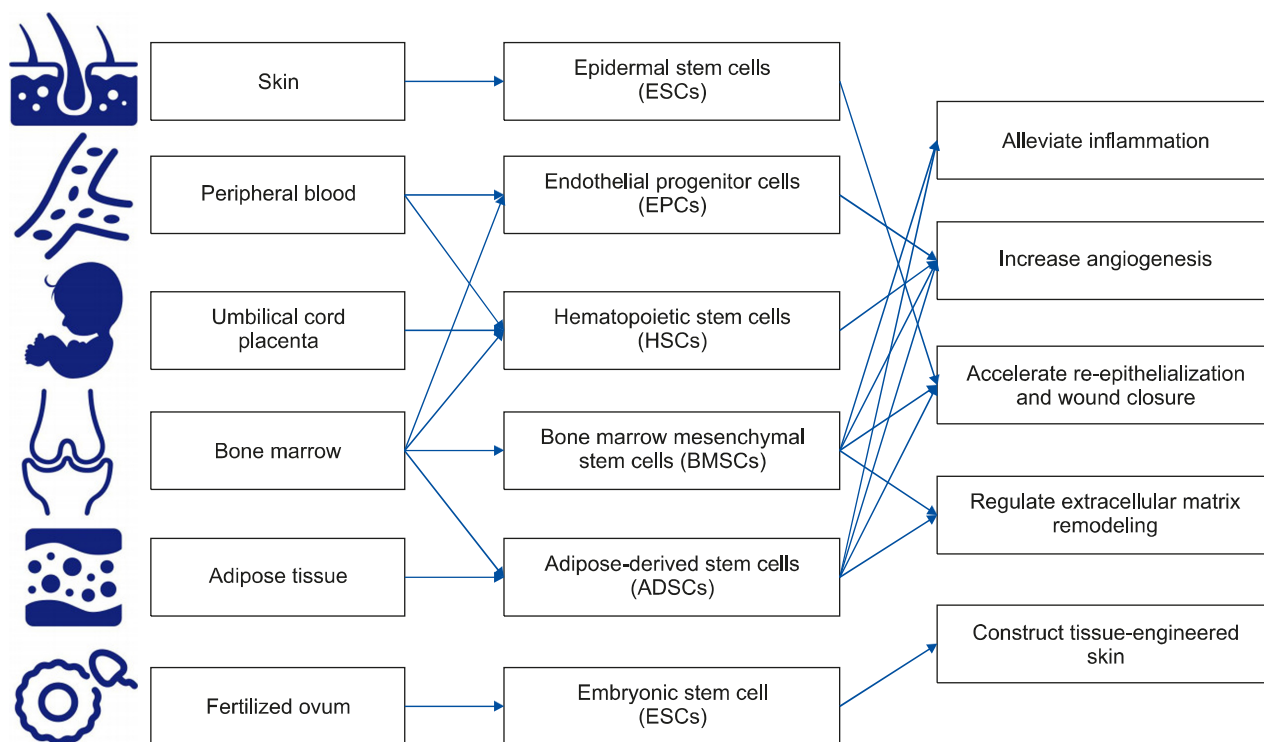 Skin
Peripheral blood
Umbilical cord
placenta
Bone marrow
Adipose tissue
Fertilized ovum
Epidermal stem cells
(ESCs)
Endothelial progenitor cells
(EPCs)
Hematopoietic stem cells
(HSCs)
Bone marrow mesenchymal
stem cells (BMSCs)
Adipose-derived stem cells
(ADSCs)
Embryonic stem cell
(ESCs)
Alleviate inflammation
Increase angiogenesis
Accelerate re-epithelialization
and wound closure
Regulate extracellular matrix
remodeling
Construct tissue-engineered
skin